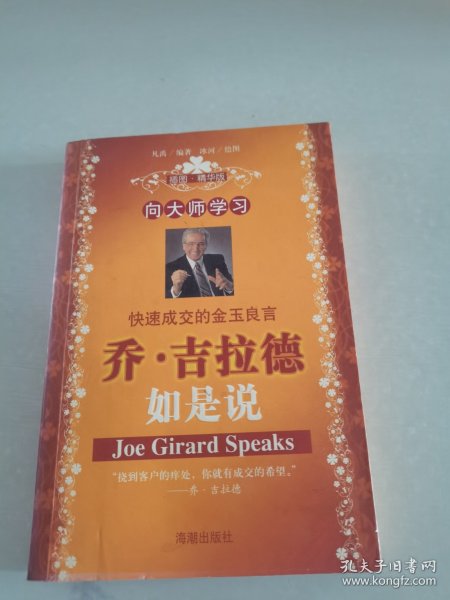 凡禹／编著 冰河／绘图
插图·精华版
向大师学习
快速成交的金玉良言
乔·吉拉德
如是说
Joe Girard Speaks
“挠到客户的痒处，你就有成交的希望。”
——乔·吉拉德
海潮出版社
孔夫子旧书网
www.kongfz.com